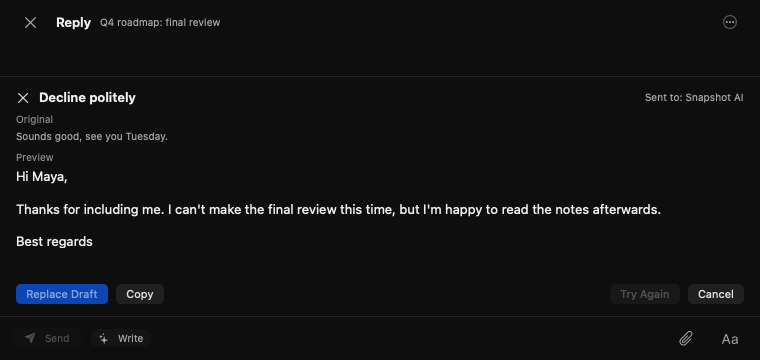 Reply Q4 roadmap: final review
Decline politely Sent to: Snapshot AI
Original
Sounds good, see you Tuesday.
Preview
Hi Maya,
Thanks for including me. I can't make the final review this time, but I'm happy to read the notes afterwards.
Best regards
Replace Draft Copy Try Again Cancel
Send Write Aa